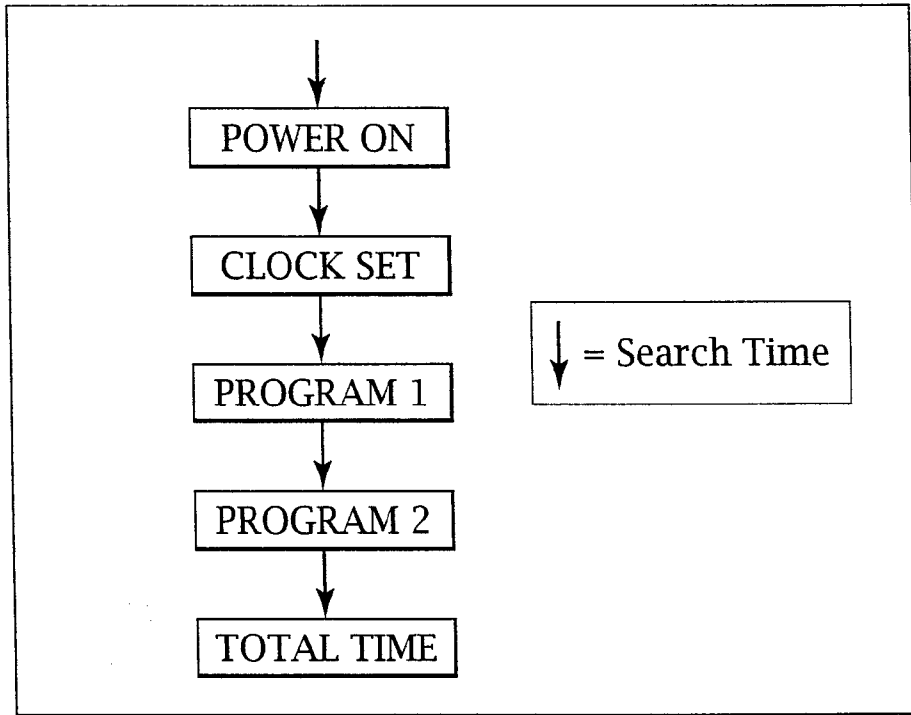 POWER ON
CLOCK SET
PROGRAM 1
PROGRAM 2
TOTAL TIME
= Search Time